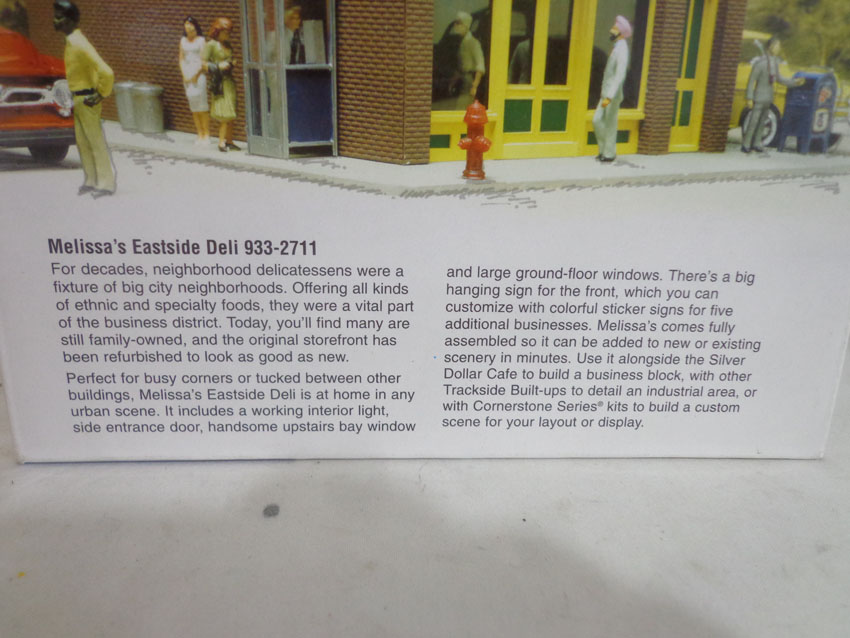 Melissa's Eastside Deli 933-2711
For decades, neighborhood delicatessens were a
fixture of big city neighborhoods. Offering all kinds
of ethnic and specialty foods, they were a vital part
of the business district. Today, you'll find many are
still family-owned, and the original storefront has
been refurbished to look as good as new.
Perfect for busy corners or tucked between other
buildings, Melissa's Eastside Deli is at home in any
urban scene. It includes a working interior light,
side entrance door, handsome upstairs bay window
and large ground-floor windows. There's a big
hanging sign for the front, which you can
customize with colorful sticker signs for five
additional businesses. Melissa's comes fully
assembled so it can be added to new or existing
scenery in minutes. Use it alongside the Silver
Dollar Cafe to build a business block, with other
Trackside Built-ups to detail an industrial area, or
with Cornerstone Series® kits to build a custom
scene for your layout or display.